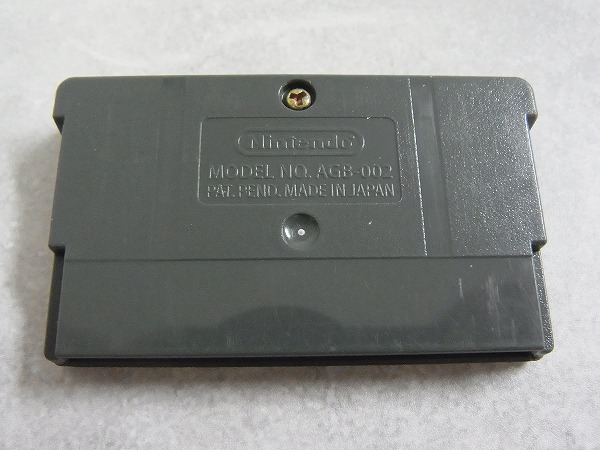 Nintendo
MODEL NO. AGB-002
PAT. PEND. MADE IN JAPAN